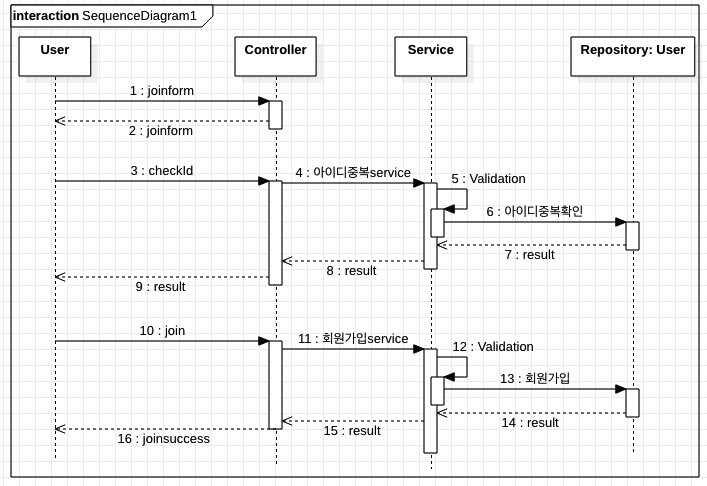 interaction SequenceDiagram1
User
Controller
Service
Repository: User
1 : joinform
2 : joinform
3 : checkId
4 : 아이디중복service
5 : Validation
6 : 아이디중복확인
7 : result
8 : result
9 : result
10 : join
11 : 회원가입service
12 : Validation
13 : 회원가입
14 : result
15 : result
16 : joinsuccess